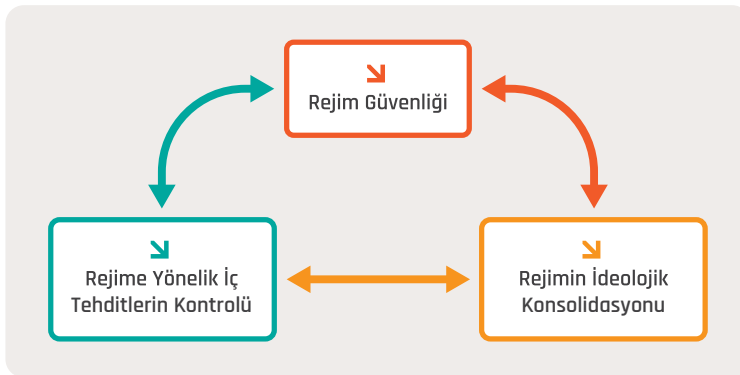 Rejim Güvenliği
Rejime Yönelik İç
Tehditlerin Kontrolü
Rejimin İdeolojik
Konsolidasyonu